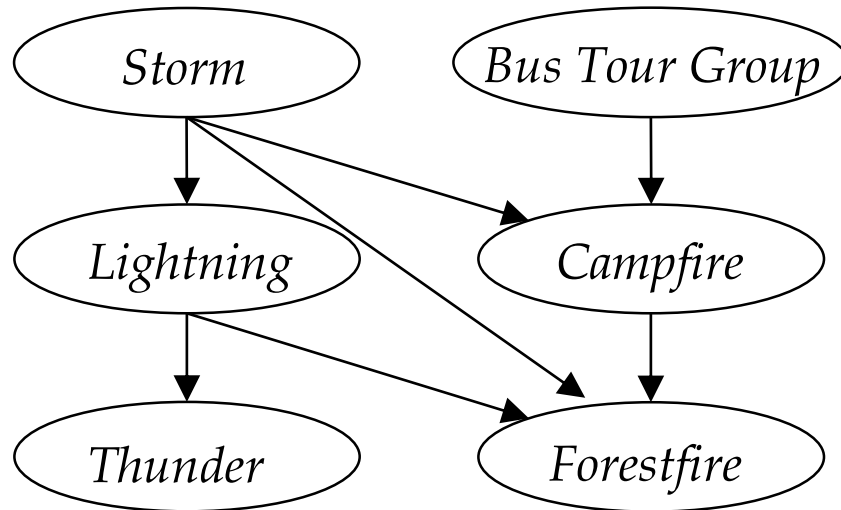 Storm
Bus Tour Group
Lightning
Campfire
Thunder
Forestfire